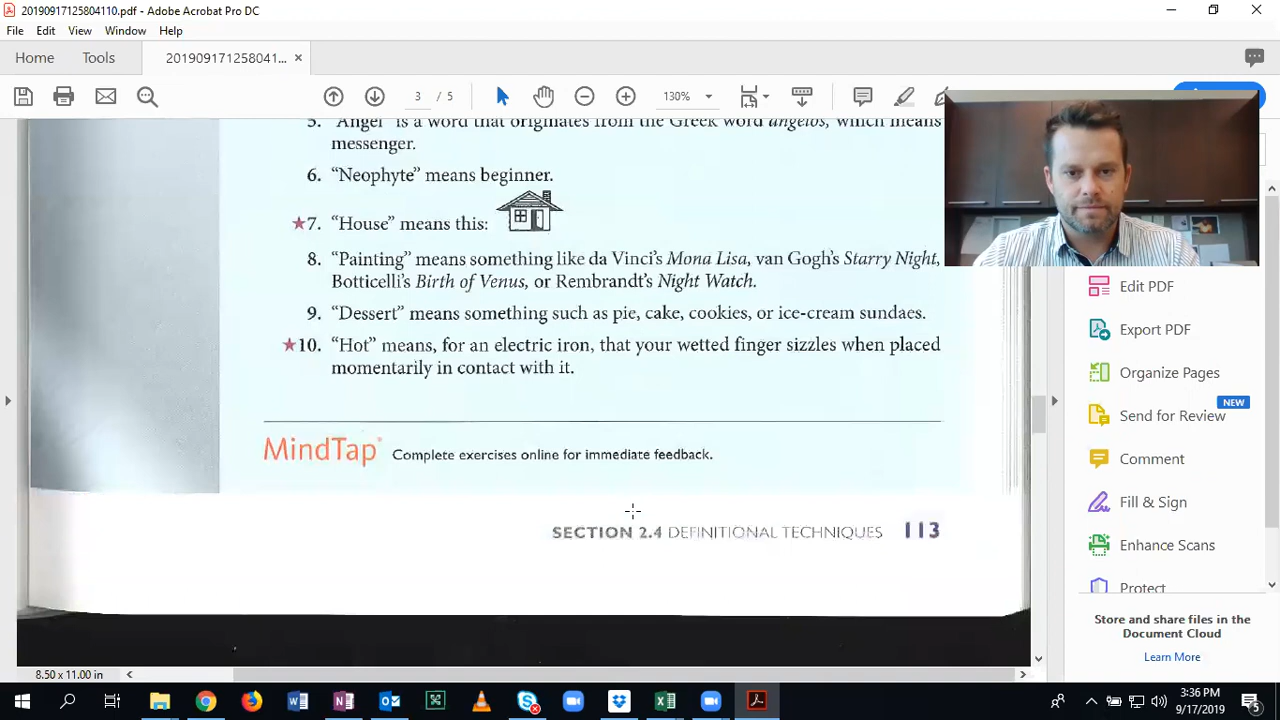 201909171258041​10.pdf - Adobe Acrobat Pro DC
File Edit View Window Help
Home Tools 20190917125804​1... ×
3 / 5 130%
5. "Angel" is a word that originates from the Greek word angelos, which means
messenger.
6. "Neophyte" means beginner.
★7. "House" means this:
8. "Painting" means something like da Vinci's Mona Lisa, van Gogh's Starry Night,
Botticelli's Birth of Venus, or Rembrandt's Night Watch.
9. "Dessert" means something such as pie, cake, cookies, or ice-cream sundaes.
★10. "Hot" means, for an electric iron, that your wetted finger sizzles when placed
momentarily in contact with it.
MindTap® Complete exercises online for immediate feedback.
SECTION 2.4 DEFINITIONAL TECHNIQUES 113
Edit PDF
Export PDF
Organize Pages
Send for Review NEW
Comment
Fill & Sign
Enhance Scans
Protect
Store and share files in the
Document Cloud
Learn More
8.50 x 11.00 in
3:36 PM
9/17/2019
5